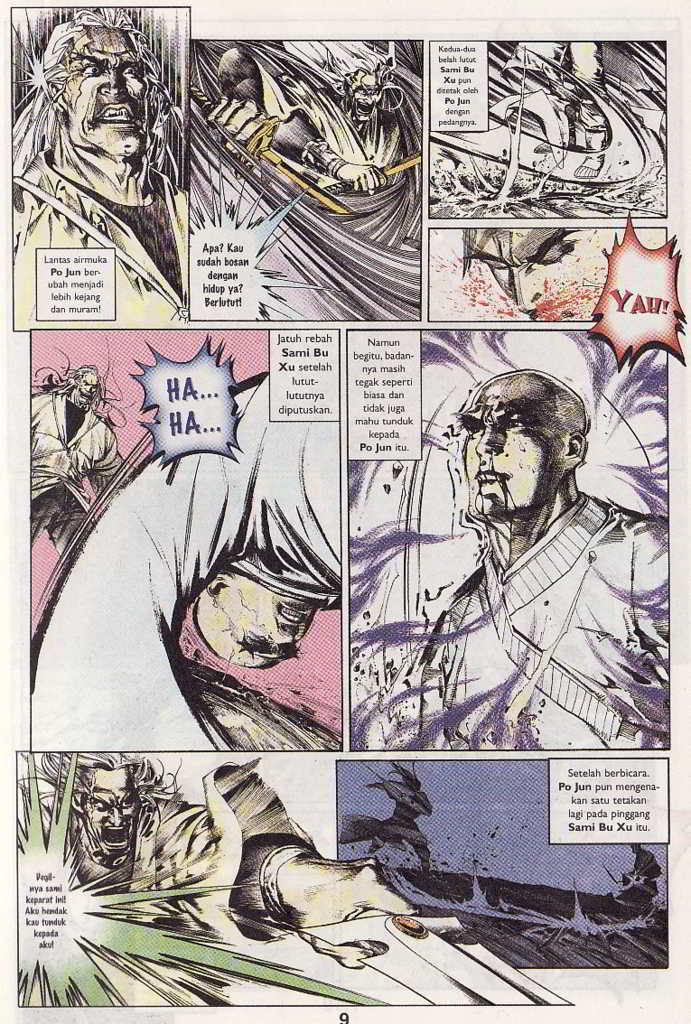 Lantas airmuka
Po Jun ber-
ubah menjadi
lebih kejang
dan muram!
Apa? Kau
sudah bosan
dengan
hidup ya?
Berlutut!
Kedua-dua
belah lutut
Sami Bu
Xu pun
ditetak oleh
Po Jun
dengan
pedangnya.
YAH!
HA...
HA...
Jatuh rebah
Sami Bu
Xu setelah
lutut-
lututnya
diputuskan.
Namun
begitu, badan-
nya masih
tegak seperti
biasa dan
tidak juga
mahu tunduk
kepada
Po Jun itu.
Degil-
nya sami
keparat ini!
Aku hendak
kau tunduk
kepada
aku!
Setelah berbicara.
Po Jun pun mengena-
kan satu tetakan
lagi pada pinggang
Sami Bu Xu itu.
9